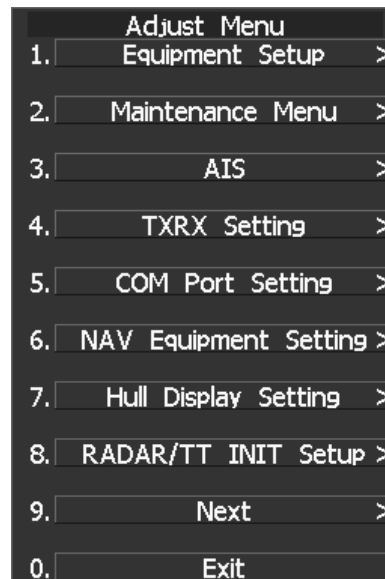 Adjust Menu
1. Equipment Setup >
2. Maintenance Menu >
3. AIS >
4. TXRX Setting >
5. COM Port Setting >
6. NAV Equipment Setting >
7. Hull Display Setting >
8. RADAR/TT INIT Setup >
9. Next >
0. Exit